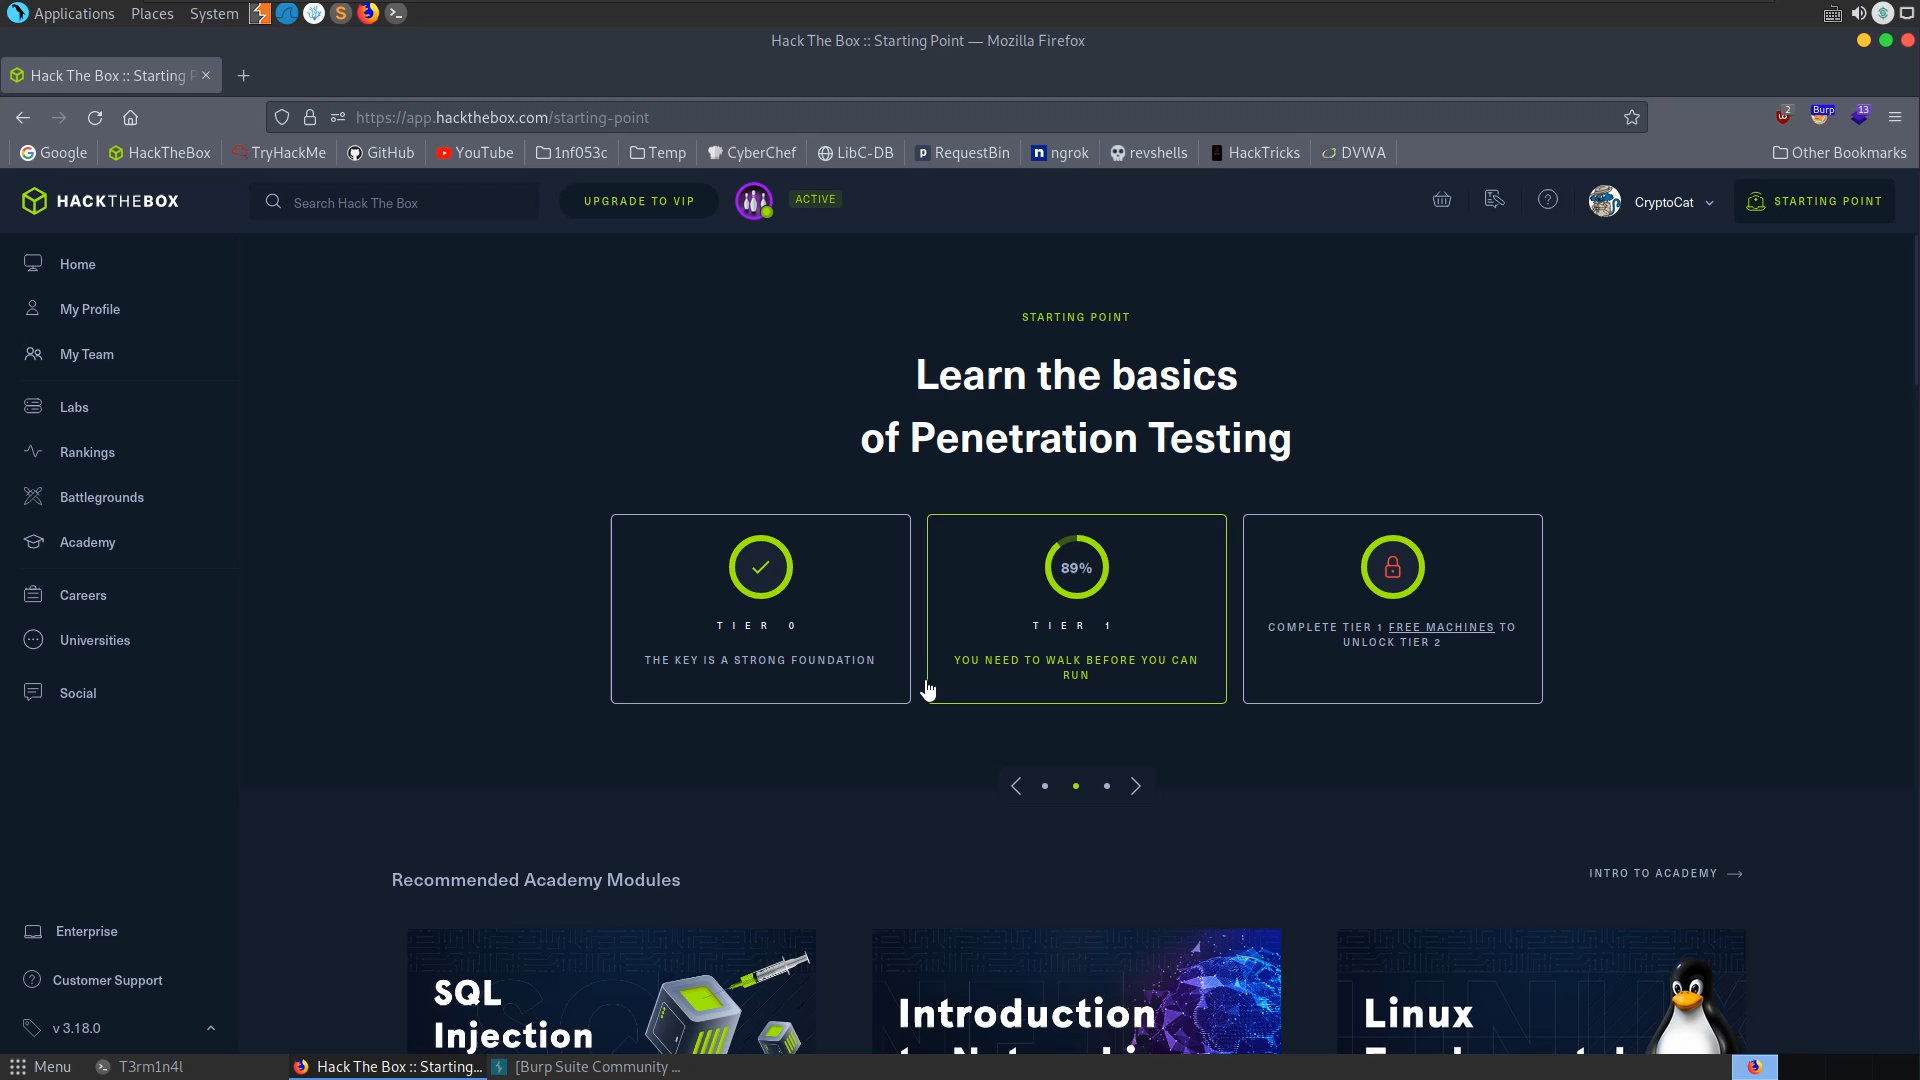 Applications Places System
Hack The Box :: Starting Point — Mozilla Firefox
Hack The Box :: Starting P
https://app.hackthebox.com/starting-point
2 Burp 13
Google HackTheBox TryHackMe GitHub YouTube 1nf053c Temp CyberChef LibC-DB RequestBin ngrok revshells HackTricks DVWA Other Bookmarks
HACKTHEBOX
Search Hack The Box
UPGRADE TO VIP
ACTIVE
CryptoCat
STARTING POINT
Home
My Profile
My Team
Labs
Rankings
Battlegrounds
Academy
Careers
Universities
Social
Enterprise
Customer Support
v 3.18.0
STARTING POINT
Learn the basics
of Penetration Testing
TIER 0
THE KEY IS A STRONG FOUNDATION
89%
TIER 1
YOU NEED TO WALK BEFORE YOU CAN
RUN
COMPLETE TIER 1 FREE MACHINES TO
UNLOCK TIER 2
Recommended Academy Modules
INTRO TO ACADEMY
SQL
Injection
Introduction
Linux
Menu T3rm1n4l Hack The Box :: Starting... [Burp Suite Community ...